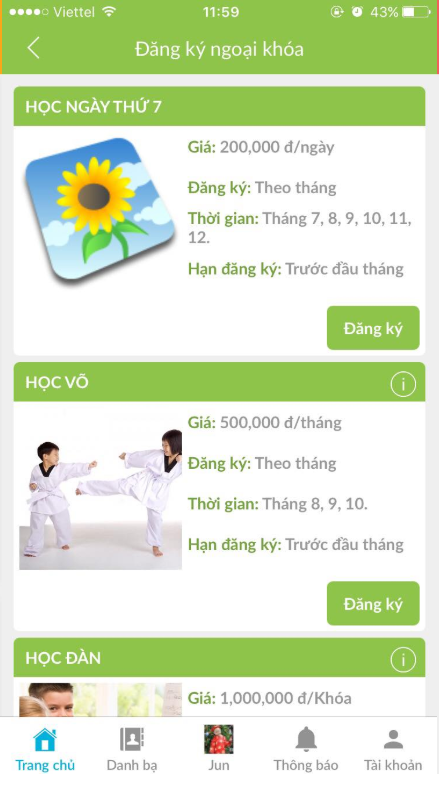 Viettel 11:59 43%
Đăng ký ngoại khóa
HỌC NGÀY THỨ 7
Giá: 200,000 đ/ngày
Đăng ký: Theo tháng
Thời gian: Tháng 7, 8, 9, 10, 11,
12.
Hạn đăng ký: Trước đầu tháng
Đăng ký
HỌC VÕ
Giá: 500,000 đ/tháng
Đăng ký: Theo tháng
Thời gian: Tháng 8, 9, 10.
Hạn đăng ký: Trước đầu tháng
Đăng ký
HỌC ĐÀN
Giá: 1,000,000 đ/Khóa
Trang chủ Danh bạ Jun Thông báo Tài khoản